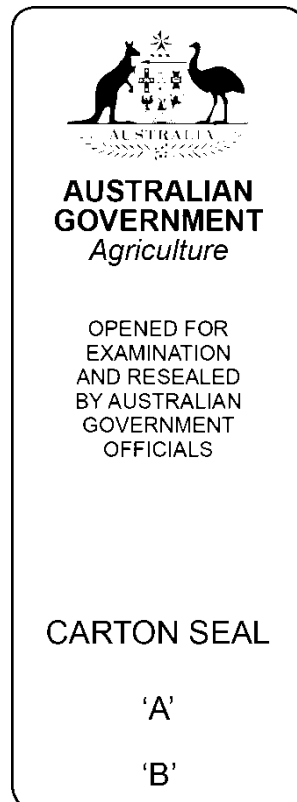 AUSTRALIA
AUSTRALIAN
GOVERNMENT
Agriculture
OPENED FOR
EXAMINATION
AND RESEALED
BY AUSTRALIAN
GOVERNMENT
OFFICIALS
CARTON SEAL
‘A’
‘B’